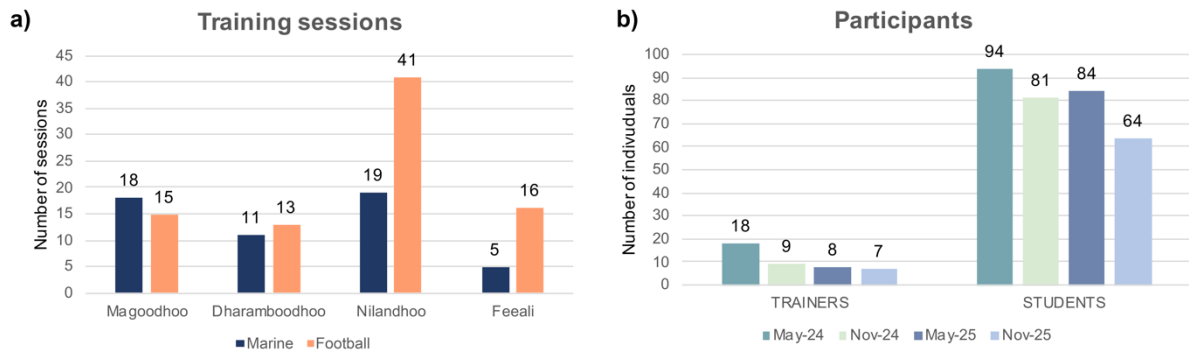 a)
Training sessions
Number of sessions
45
40
35
30
25
20
15
10
5
0
18
15
11
13
19
41
5
16
Magoodhoo
Dharamboodhoo
Nilandhoo
Feeali
Marine
Football
b)
Participants
Number of indivuduals
100
90
80
70
60
50
40
30
20
10
0
18
9
8
7
94
81
84
64
TRAINERS
STUDENTS
May-24
Nov-24
May-25
Nov-25